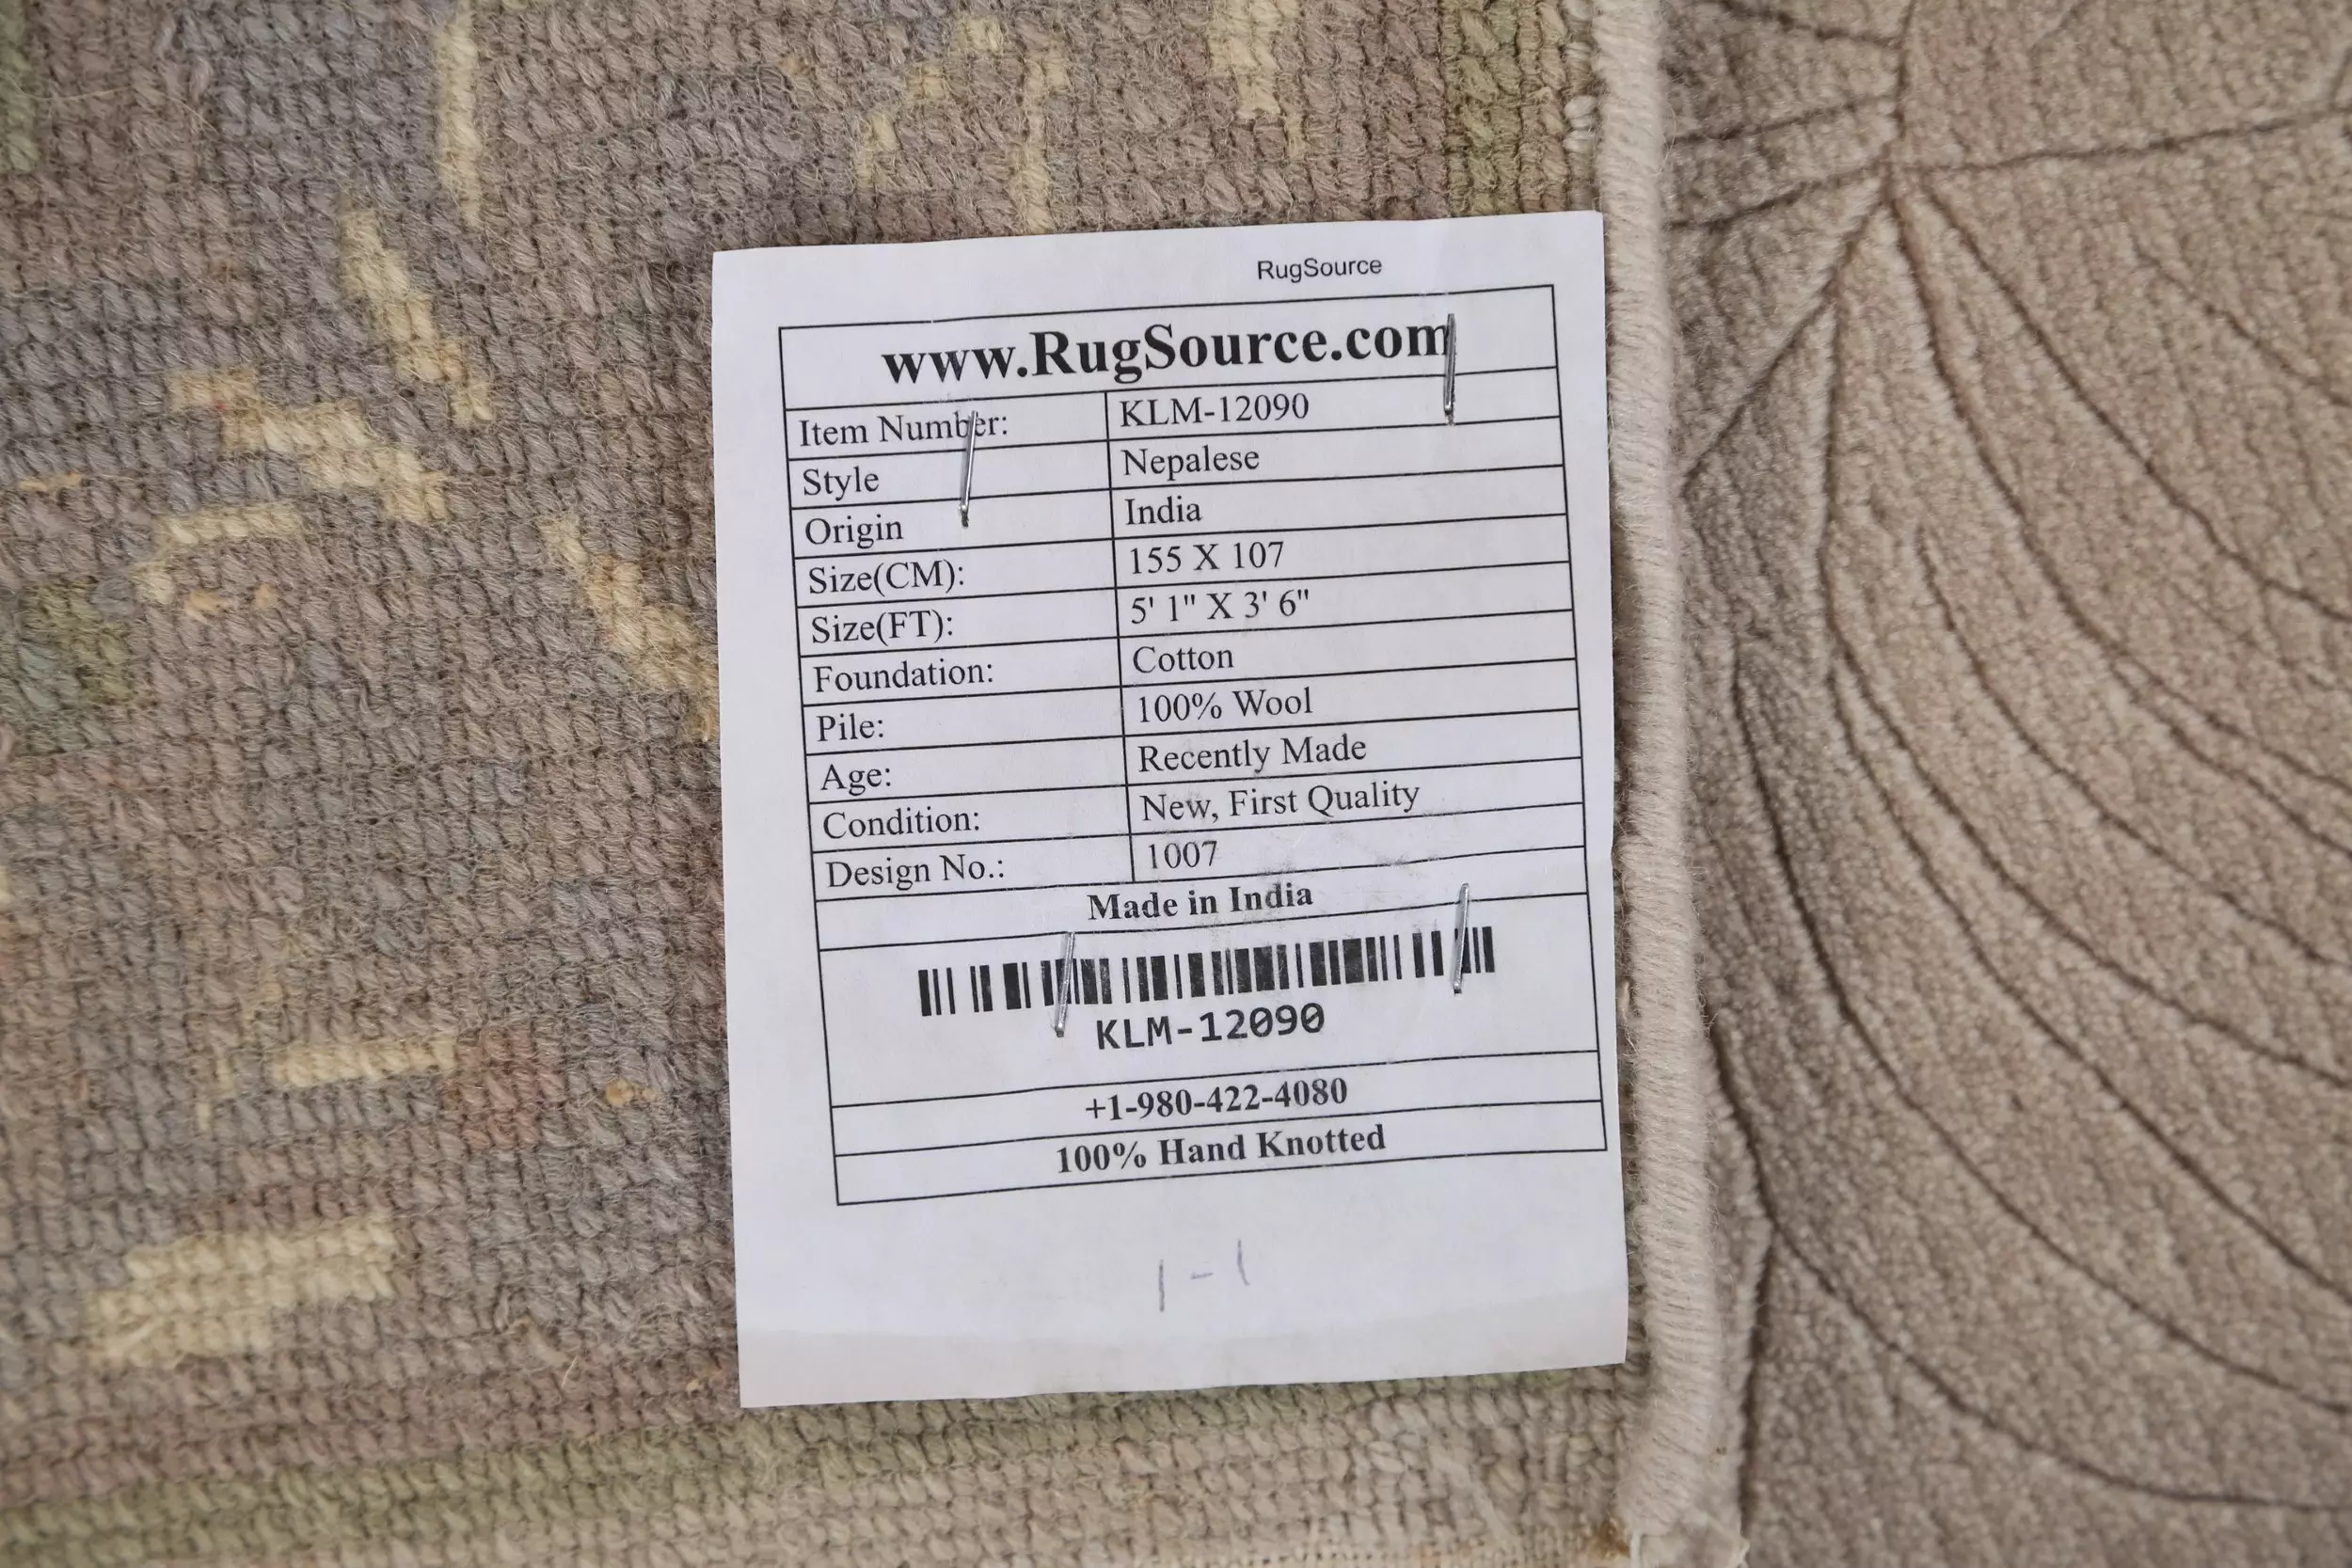 RugSource
www.RugSource.com
Item Number: KLM-12090
Style Nepalese
Origin India
Size(CM): 155 X 107
Size(FT): 5' 1" X 3' 6"
Foundation: Cotton
Pile: 100% Wool
Age: Recently Made
Condition: New, First Quality
Design No.: 1007
Made in India
KLM-12090
+1-980-422-4080
100% Hand Knotted
1-1